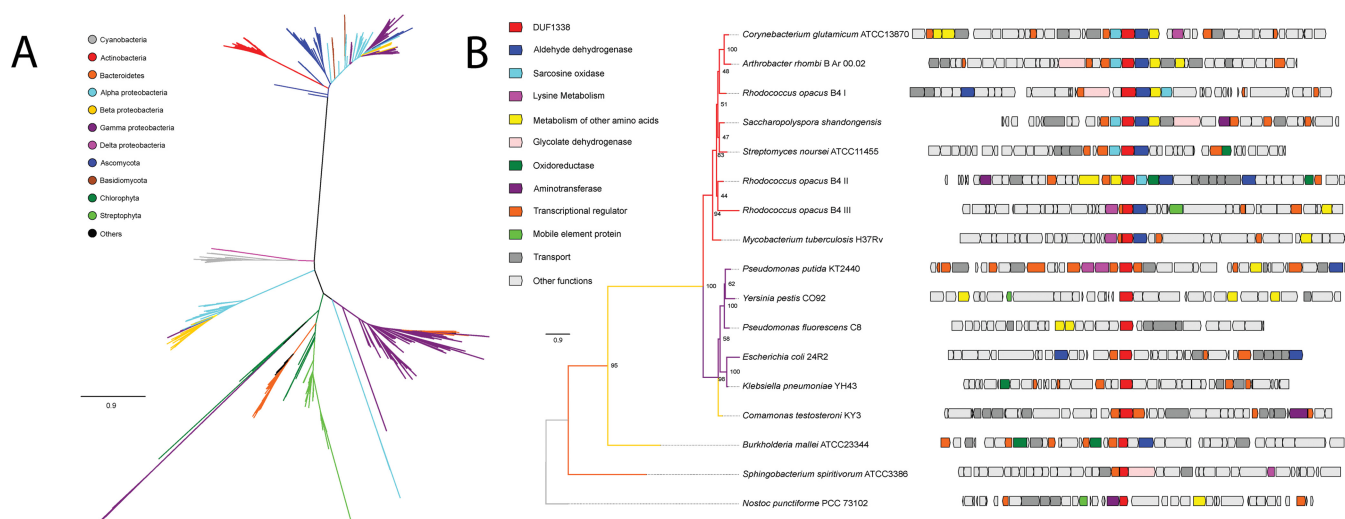 A
Cyanobacteria
Actinobacteria
Bacteroidetes
Alpha proteobacteria
Beta proteobacteria
Gamma proteobacteria
Delta proteobacteria
Ascomycota
Basidiomycota
Chlorophyta
Streptophyta
Others
0.9
B
DUF1338
Aldehyde dehydrogenase
Sarcosine oxidase
Lysine Metabolism
Metabolism of other amino acids
Glycolate dehydrogenase
Oxidoreductase
Aminotransferase
Transcriptional regulator
Mobile element protein
Transport
Other functions
0.9
Corynebacterium glutamicum ATCC13870
100
Arthrobacter rhombi B Ar 00.02
48
Rhodococcus opacus B4 I
51
Saccharopolyspora shandongensis
47
Streptomyces noursei ATCC11455
63
Rhodococcus opacus B4 II
44
Rhodococcus opacus B4 III
94
Mycobacterium tuberculosis H37Rv
Pseudomonas putida KT2440
62
100
Yersinia pestis CO92
100
Pseudomonas fluorescens C8
58
Escherichia coli 24R2
100
98
Klebsiella pneumoniae YH43
Comamonas testosteroni KY3
95
Burkholderia mallei ATCC23344
Sphingobacterium spiritivorum ATCC3386
Nostoc punctiforme PCC 73102